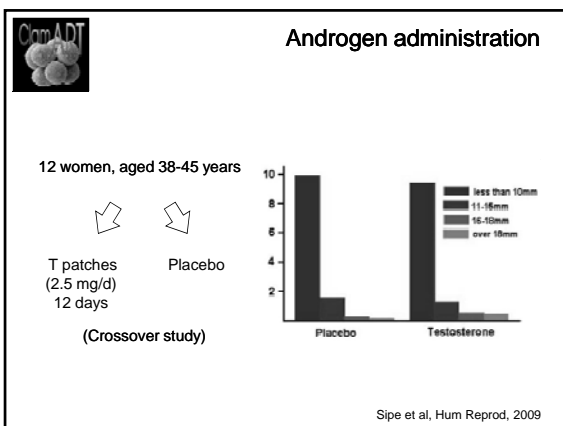 ClamADT
Androgen administration
12 women, aged 38-45 years
T patches
(2.5 mg/d)
12 days
Placebo
(Crossover study)
10
8
6
4
2
less than 10mm
11-15mm
16-18mm
over 18mm
Placebo
Testosterone
Sipe et al, Hum Reprod, 2009